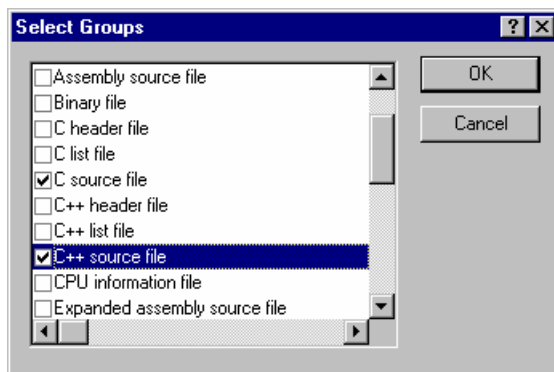 Select Groups
Assembly source file
Binary file
C header file
C list file
C source file
C++ header file
C++ list file
C++ source file
CPU information file
Expanded assembly source file
OK
Cancel